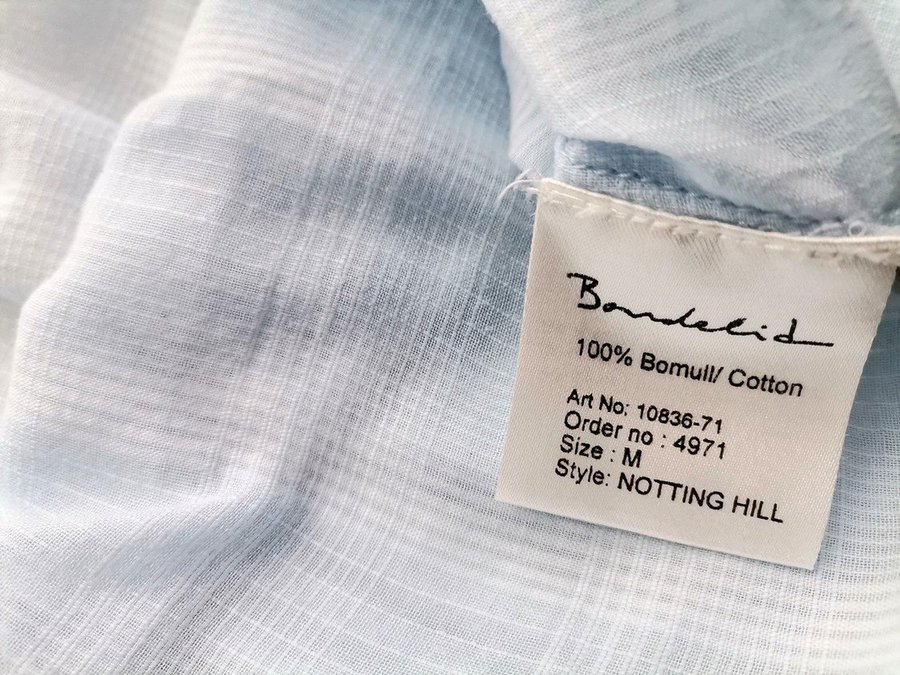 Bondelid
100% Bomull/ Cotton
Art No: 10836-71
Order no : 4971
Size : M
Style: NOTTING HILL